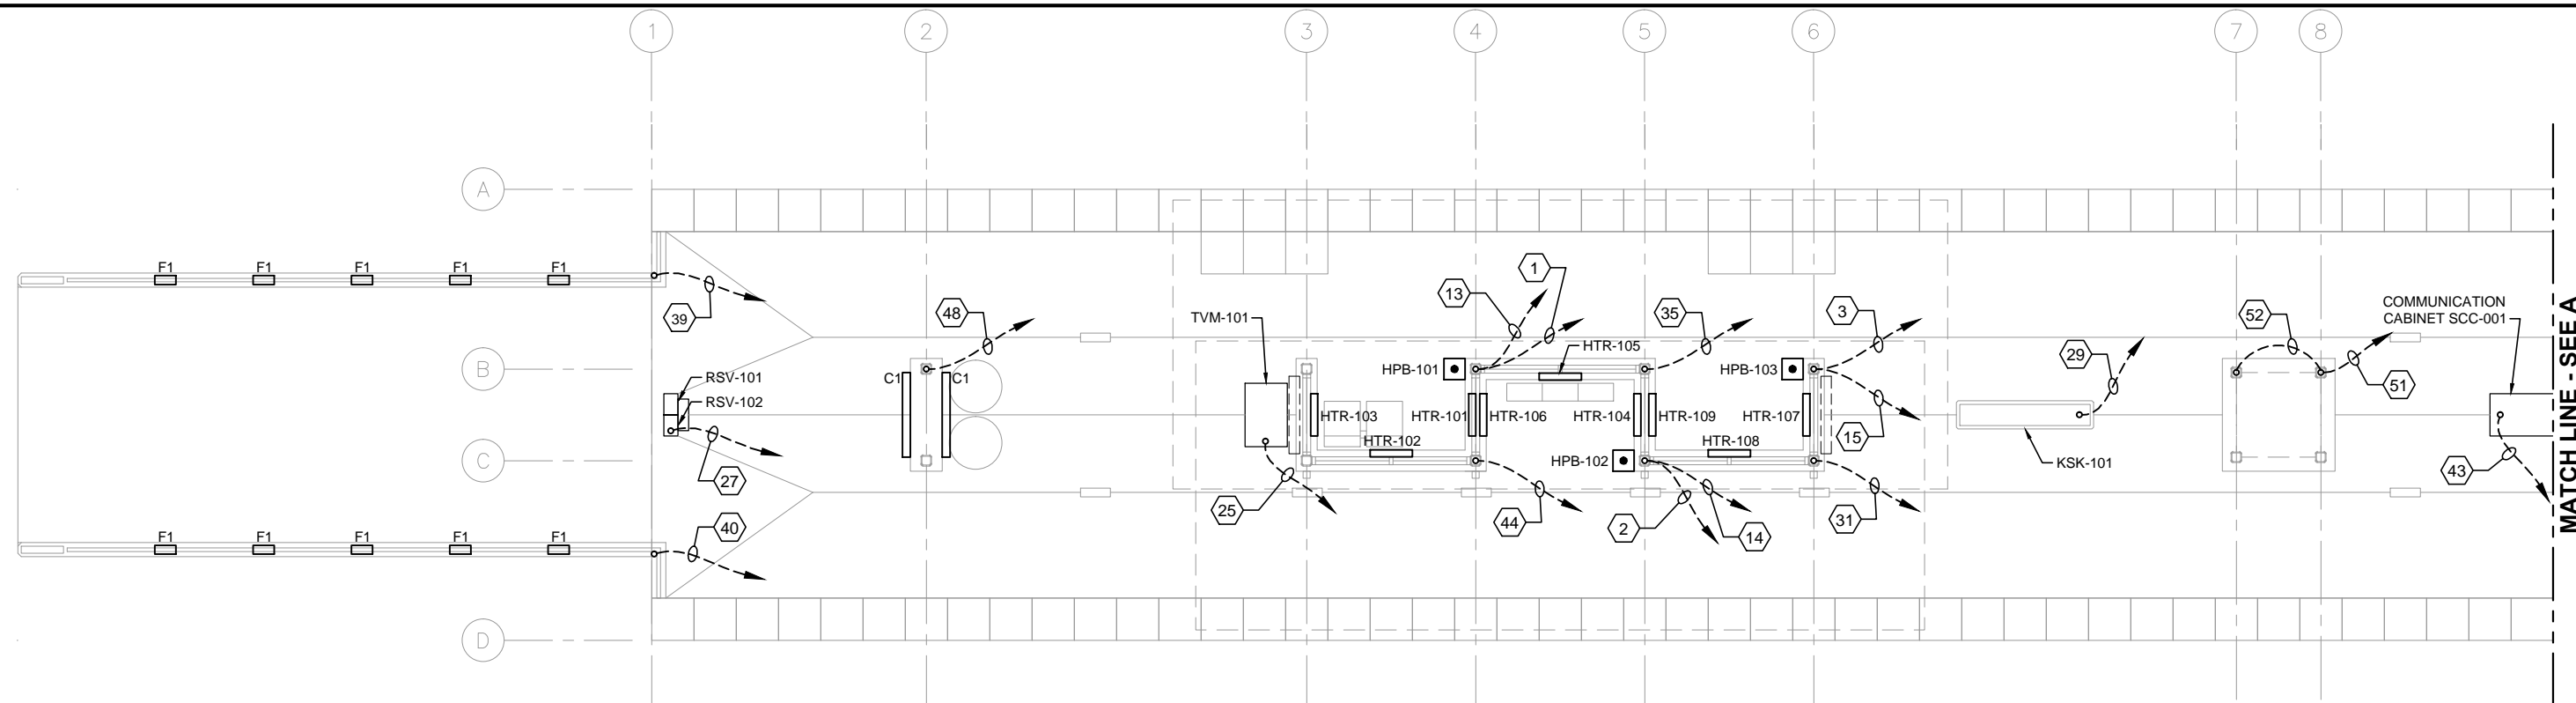 1 2 3 4 5 6 7 8
A
F1 F1 F1 F1 F1
39
48
13
1
35
3
52
COMMUNICATION
CABINET SCC-001
TVM-101
HTR-105
29
B
RSV-101
RSV-102
C1 C1
HPB-101
HPB-103
51
HTR-103 HTR-101 HTR-106 HTR-104 HTR-109 HTR-107
15
HTR-102
HTR-108
C
HPB-102
KSK-101
43
27
25
44
2
14
31
40
F1 F1 F1 F1 F1
D
MATCH LINE - SEE A